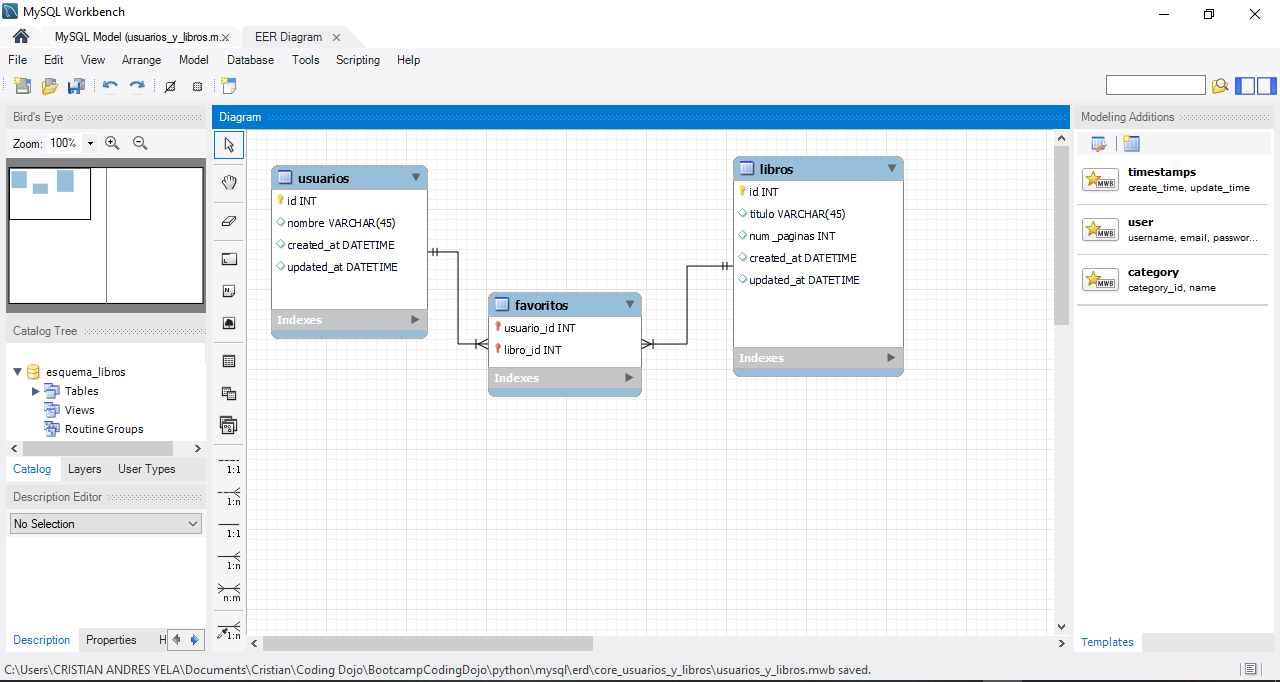 MySQL Workbench
MySQL Model (usuarios_y_libros.m... ×
EER Diagram ×
File Edit View Arrange Model Database Tools Scripting Help
Bird's Eye
Zoom: 100%
Catalog Tree
esquema_libros
Tables
Views
Routine Groups
Catalog Layers User Types
Description Editor
No Selection
Description Properties H
Diagram
1:1
1:n
1:1
1:n
n:m
1:n
usuarios
id INT
nombre VARCHAR(45)
created_at DATETIME
updated_at DATETIME
Indexes
favoritos
usuario_id INT
libro_id INT
Indexes
libros
id INT
titulo VARCHAR(45)
num_paginas INT
created_at DATETIME
updated_at DATETIME
Indexes
Modeling Additions
MWB
timestamps
create_time, update_time
MWB
user
username, email, passwor...
MWB
category
category_id, name
Templates
C:\Users\CRISTIAN ANDRES YELA\Documents\Cristian\Coding Dojo\BootcampCodingDojo\python\mysql\erd\core_usuarios_y_libros\usuarios_y_libros.mwb saved.